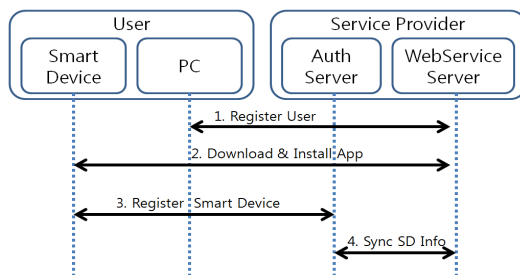 User
Service Provider
Smart
Device
PC
Auth
Server
WebService
Server
1. Register User
2. Download & Install App
3. Register Smart Device
4. Sync SD Info